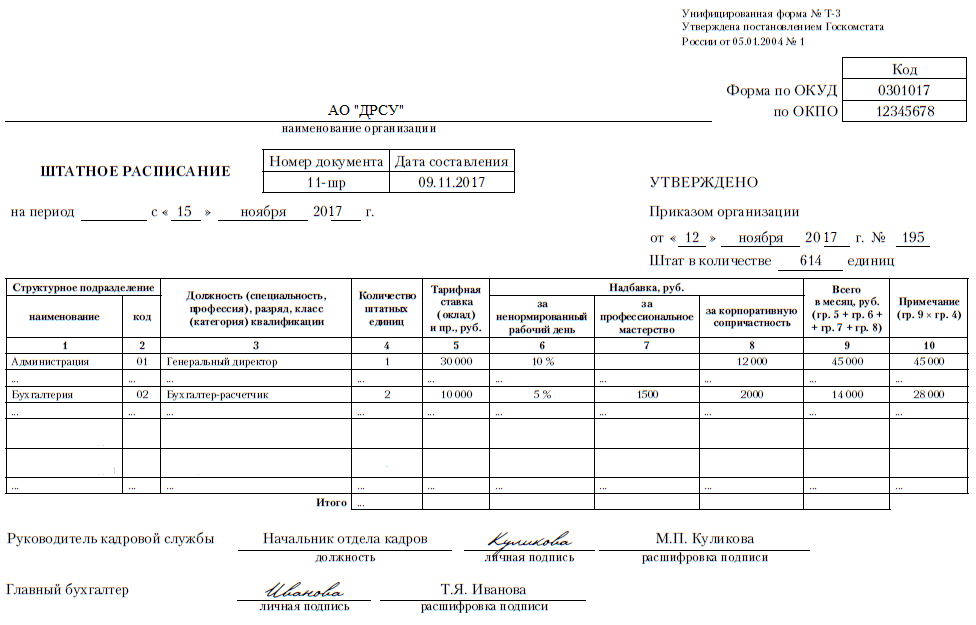 Унифицированная форма № Т-3
Утверждена постановлением Госкомстата
России от 05.01.2004 № 1
Код
Форма по ОКУД 0301017
АО "ДРСУ" по ОКПО 12345678
наименование организации
ШТАТНОЕ РАСПИСАНИЕ
Номер документа Дата составления
11-шр 09.11.2017
УТВЕРЖДЕНО
на период с « 15 » ноября 2017 г.
Приказом организации
от « 12 » ноября 20 17 г. № 195
Штат в количестве 614 единиц
Структурное подразделение
наименование код
Должность (специальность,
профессия), разряд, класс
(категория) квалификации
Количество
штатных
единиц
Тарифная
ставка
(оклад)
и пр., руб.
Надбавка, руб.
за
ненормированный
рабочий день
за
профессиональное
мастерство
за корпоративную
сопричастность
Всего
в месяц, руб.
(гр. 5 + гр. 6 +
+ гр. 7 + гр. 8)
Примечание
(гр. 9 × гр. 4)
1 2 3 4 5 6 7 8 9 10
Администрация 01 Генеральный директор 1 30 000 10 % 12 000 45 000 45 000
... ... ... ... ... ... ... ... ... ...
Бухгалтерия 02 Бухгалтер-расчетчик 2 10 000 5 % 1500 2000 14 000 28 000
... ... ... ... ... ... ... ... ... ...
... ... ... ... ... ... ... ... ... ...
Итого ...
Руководитель кадровой службы Начальник отдела кадров Куликова М.П. Куликова
должность личная подпись расшифровка подписи
Главный бухгалтер Иванова Т.Я. Иванова
личная подпись расшифровка подписи